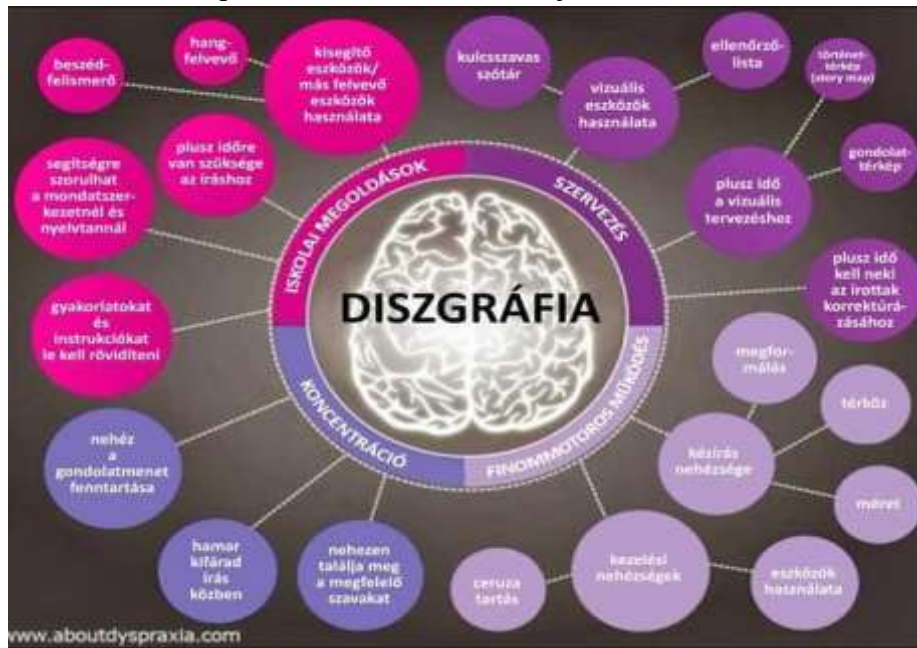 beszéd-
felismerő
hang-
felvevő
kisegítő
eszközök/
más felvevő
eszközök
használata
plusz időre
van szüksége
az íráshoz
segítségre
szorulhat
a mondatszer-
kezetnél és
nyelvtannál
gyakorlatokat
és
instrukciókat
le kell rövidíteni
ISKOLAI MEGOLDÁSOK
kulcsszavas
szótár
vizuális
eszközök
használata
ellenőrző-
lista
történet-
térkép
(story map)
gondolat-
térkép
plusz idő
a vizuális
tervezéshez
plusz idő
kell neki
az írottak
korrektúrá-
zásához
SZERVEZÉS
DISZGRÁFIA
KONCENTRÁCIÓ
nehéz
a
gondolatmenet
fenntartása
hamar
kifárad
írás
közben
nehezen
találja meg
a megfelelő
szavakat
FINOMMOTOROS MŰKÖDÉS
megfor-
málás
térköz
kézírás
nehézsége
méret
kezelési
nehézségek
ceruza
tartás
eszközök
használata
www.aboutdyspraxia.com